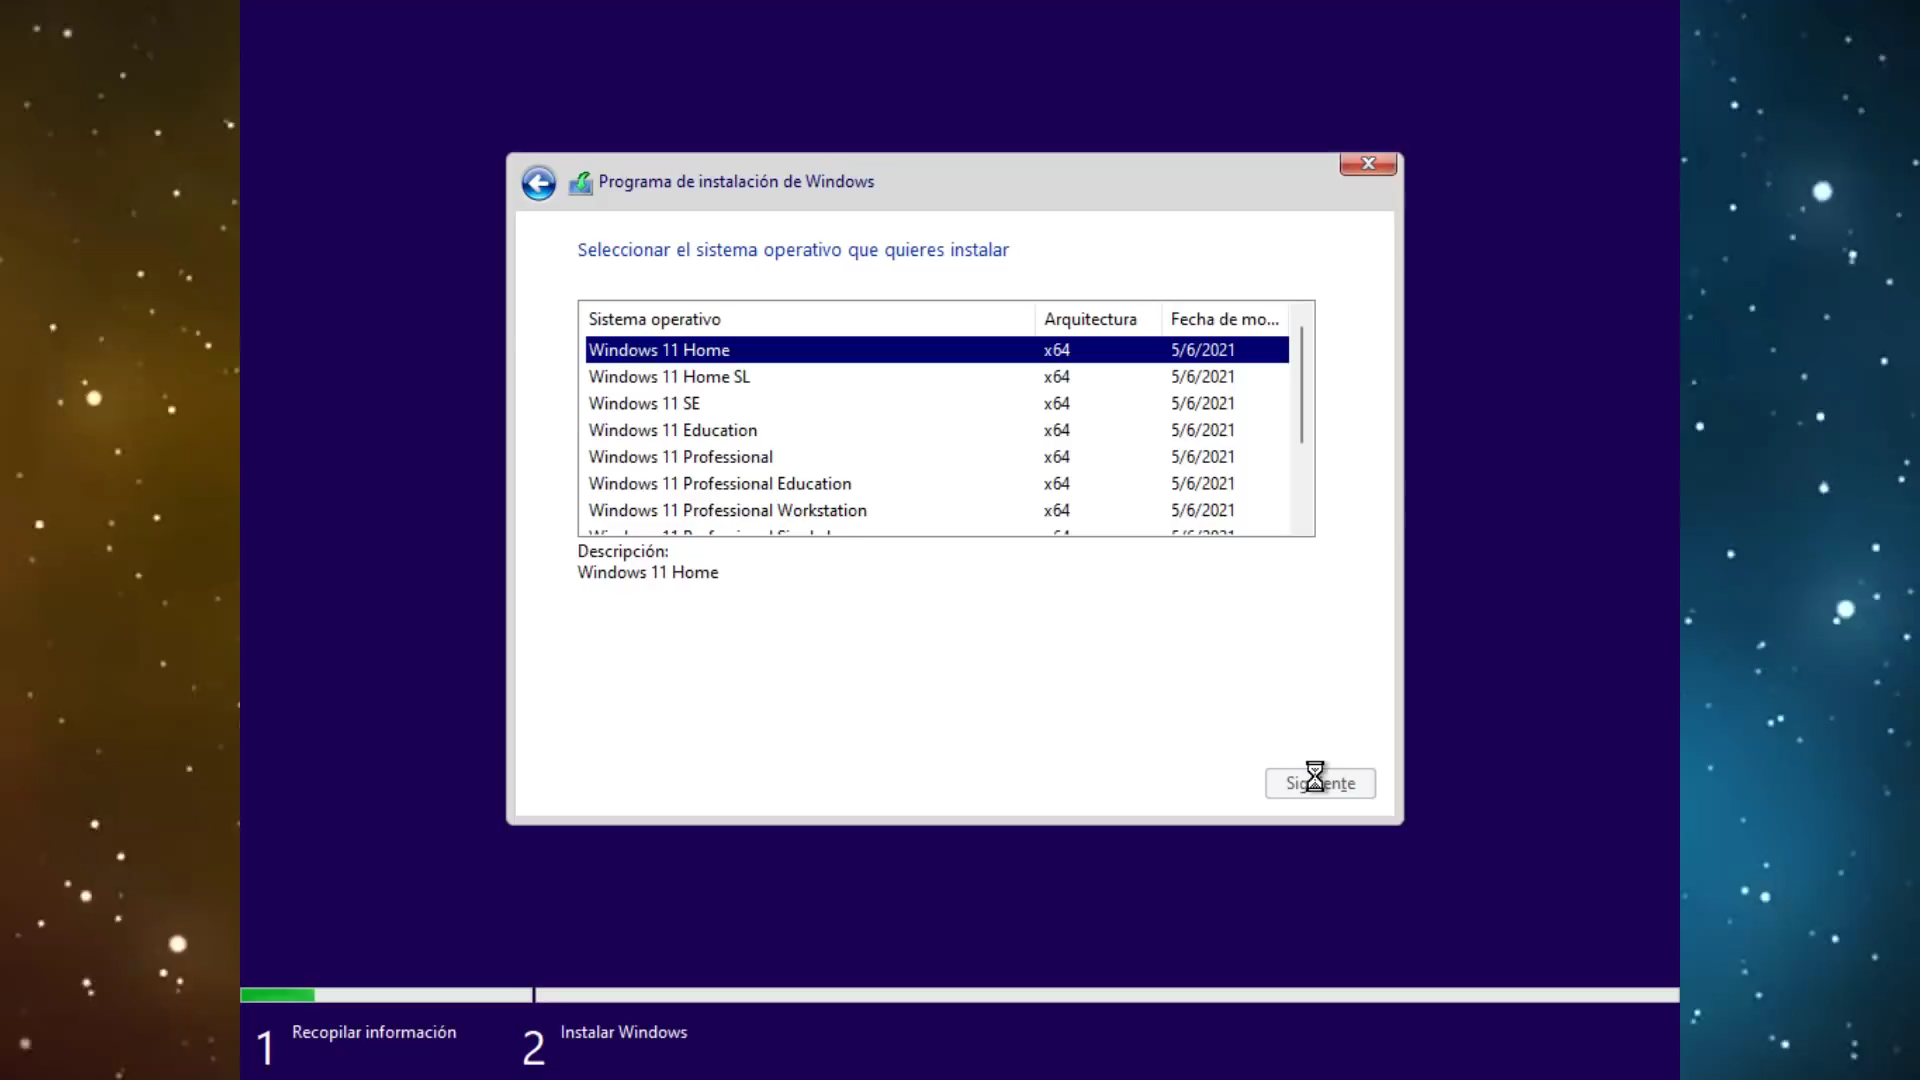 Programa de instalación de Windows
Seleccionar el sistema operativo que quieres instalar
Sistema operativo Arquitectura Fecha de mo...
Windows 11 Home x64 5/6/2021
Windows 11 Home SL x64 5/6/2021
Windows 11 SE x64 5/6/2021
Windows 11 Education x64 5/6/2021
Windows 11 Professional x64 5/6/2021
Windows 11 Professional Education x64 5/6/2021
Windows 11 Professional Workstation x64 5/6/2021
Windows 11 Professional
Descripción:
Windows 11 Home
Siguiente
1 Recopilar información 2 Instalar Windows